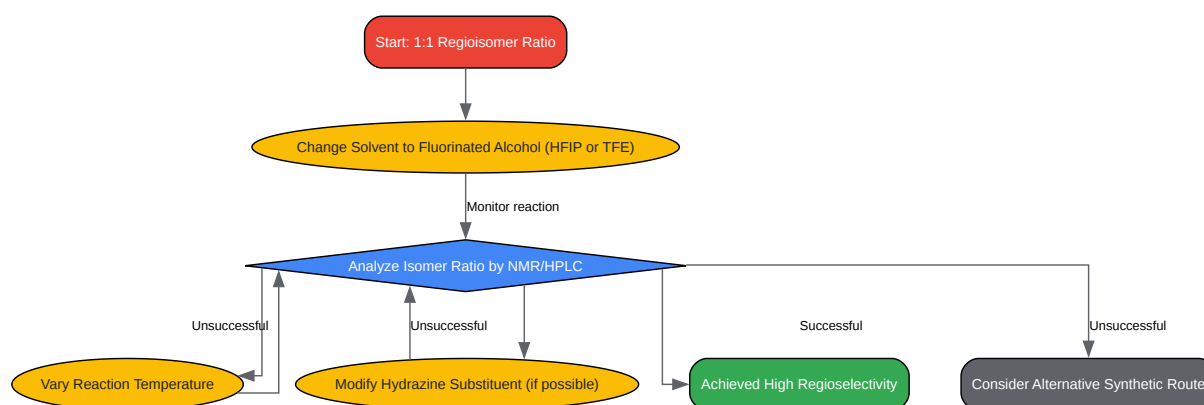 Start: 1:1 Regioisomer Ratio
Change Solvent to Fluorinated Alcohol (HFIP or TFE)
Monitor reaction
Analyze Isomer Ratio by NMR/HPLC
Unsuccessful
Unsuccessful
Successful
Unsuccessful
Vary Reaction Temperature
Modify Hydrazine Substituent (if possible)
Achieved High Regioselectivity
Consider Alternative Synthetic Route